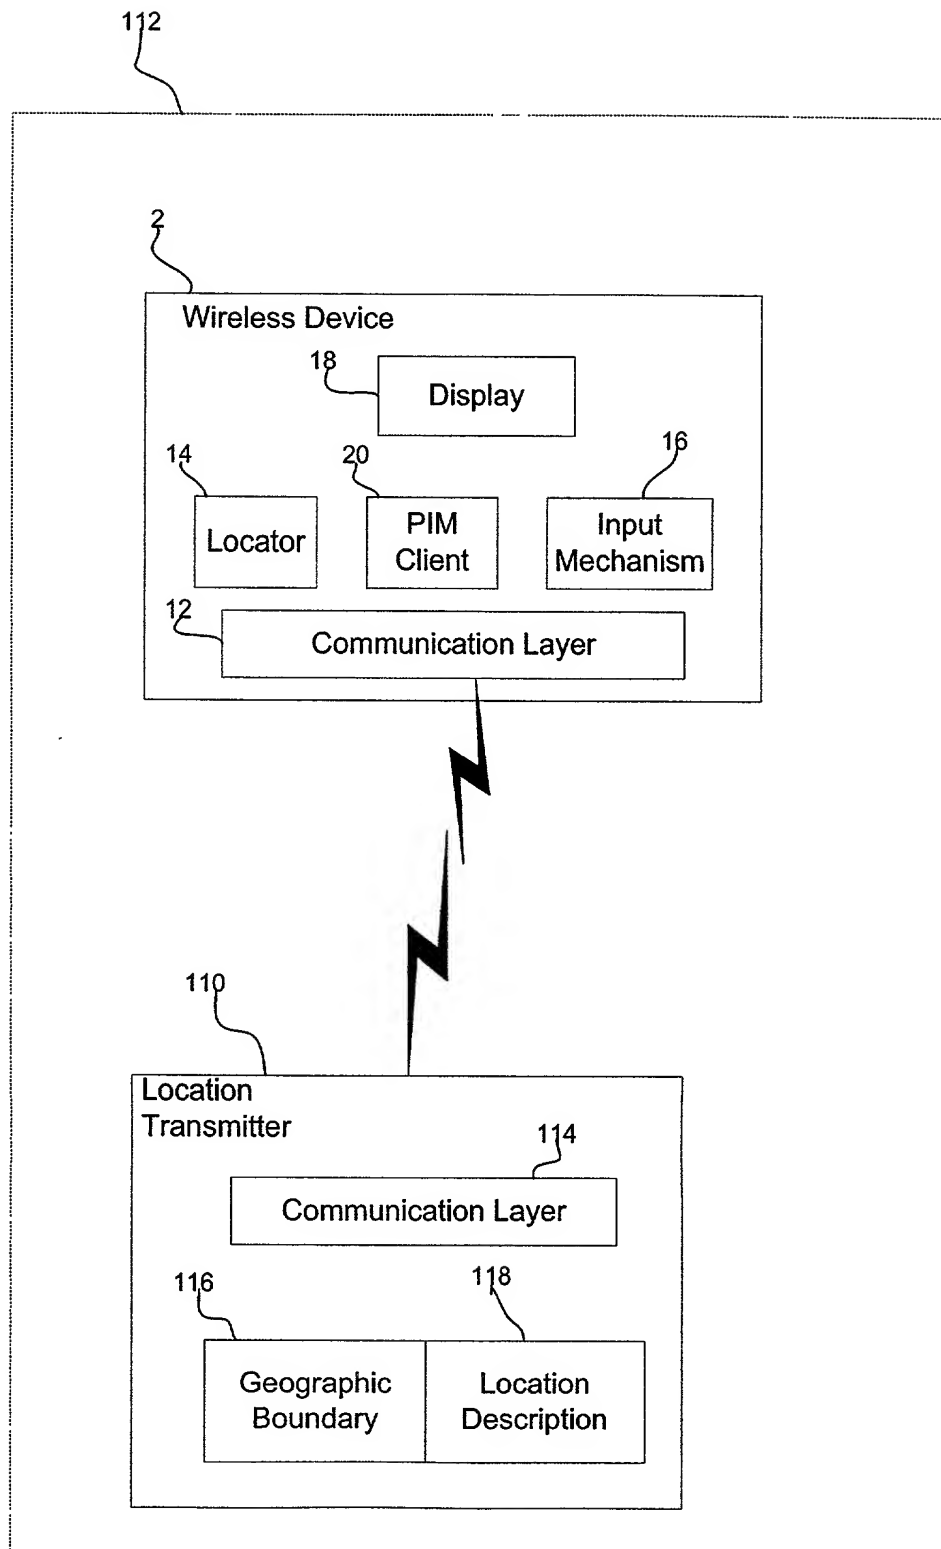 112
2
Wireless Device
18
Display
14
20
16
Locator
PIM
Client
Input
Mechanism
12
Communication Layer
110
Location
Transmitter
114
Communication Layer
116
118
Geographic
Boundary
Location
Description